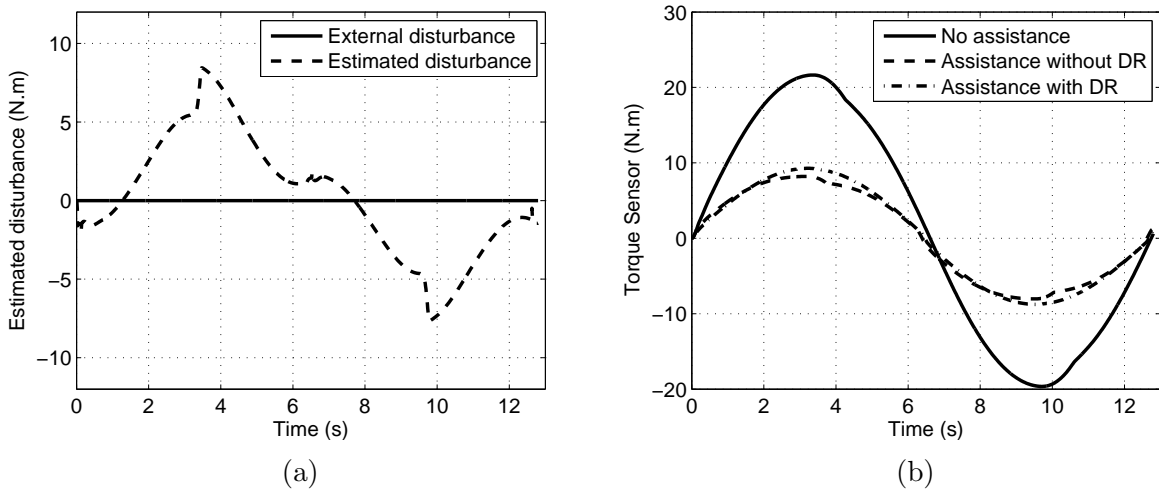 10
5
0
−5
−10
0
2
4
6
8
10
12
Time (s)
Estimated disturbance (N.m)
External disturbance
Estimated disturbance
(a)
30
20
10
0
−10
−20
0
2
4
6
8
10
12
Time (s)
Torque Sensor (N.m)
No assistance
Assistance without DR
Assistance with DR
(b)